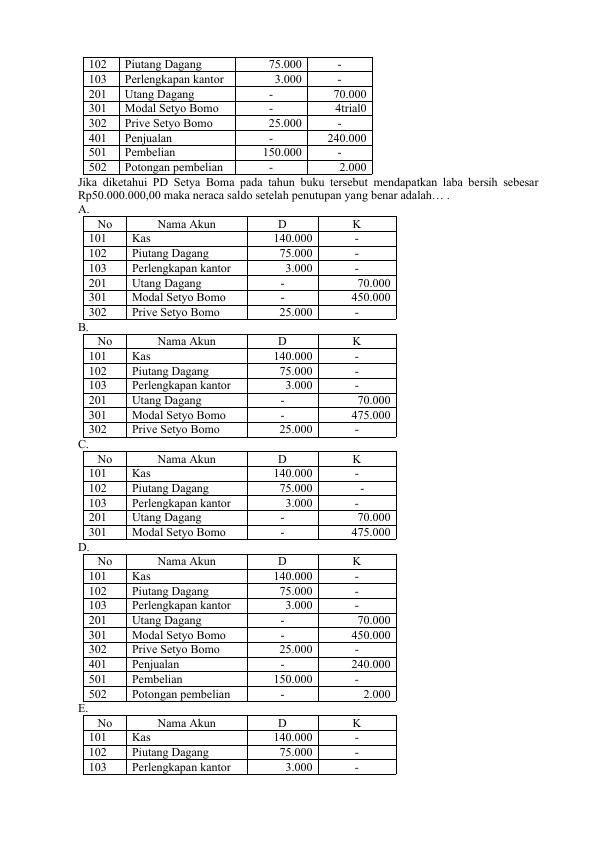 102 Piutang Dagang 75.000 -
103 Perlengkapan kantor 3.000 -
201 Utang Dagang - 70.000
301 Modal Setyo Bomo - 4trial0
302 Prive Setyo Bomo 25.000 -
401 Penjualan - 240.000
501 Pembelian 150.000 -
502 Potongan pembelian - 2.000
Jika diketahui PD Setya Boma pada tahun buku tersebut mendapatkan laba bersih sebesar
Rp50.000.000,00 maka neraca saldo setelah penutupan yang benar adalah… .
A.
No Nama Akun D K
101 Kas 140.000 -
102 Piutang Dagang 75.000 -
103 Perlengkapan kantor 3.000 -
201 Utang Dagang - 70.000
301 Modal Setyo Bomo - 450.000
302 Prive Setyo Bomo 25.000 -
B.
No Nama Akun D K
101 Kas 140.000 -
102 Piutang Dagang 75.000 -
103 Perlengkapan kantor 3.000 -
201 Utang Dagang - 70.000
301 Modal Setyo Bomo - 475.000
302 Prive Setyo Bomo 25.000 -
C.
No Nama Akun D K
101 Kas 140.000 -
102 Piutang Dagang 75.000 -
103 Perlengkapan kantor 3.000 -
201 Utang Dagang - 70.000
301 Modal Setyo Bomo - 475.000
D.
No Nama Akun D K
101 Kas 140.000 -
102 Piutang Dagang 75.000 -
103 Perlengkapan kantor 3.000 -
201 Utang Dagang - 70.000
301 Modal Setyo Bomo - 450.000
302 Prive Setyo Bomo 25.000 -
401 Penjualan - 240.000
501 Pembelian 150.000 -
502 Potongan pembelian - 2.000
E.
No Nama Akun D K
101 Kas 140.000 -
102 Piutang Dagang 75.000 -
103 Perlengkapan kantor 3.000 -